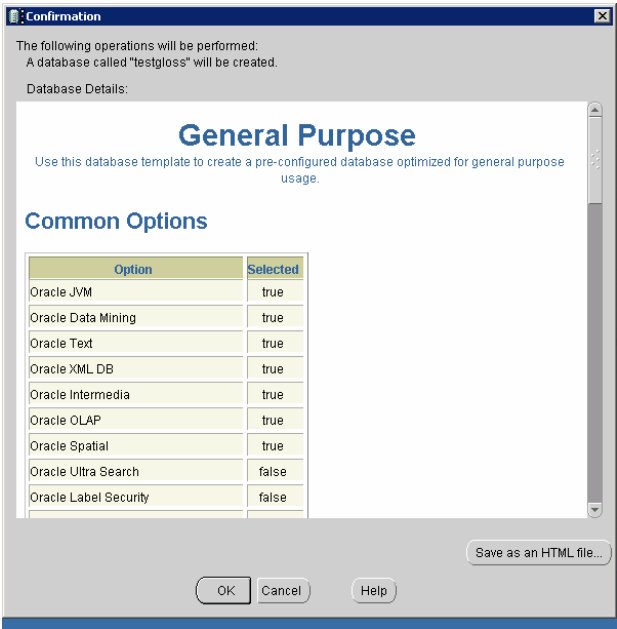 Confirmation
The following operations will be performed:
A database called "testgloss" will be created.
Database Details:
General Purpose
Use this database template to create a pre-configured database optimized for general purpose
usage.
Common Options
Option Selected
Oracle JVM true
Oracle Data Mining true
Oracle Text true
Oracle XML DB true
Oracle Intermedia true
Oracle OLAP true
Oracle Spatial true
Oracle Ultra Search false
Oracle Label Security false
Save as an HTML file...
OK Cancel Help